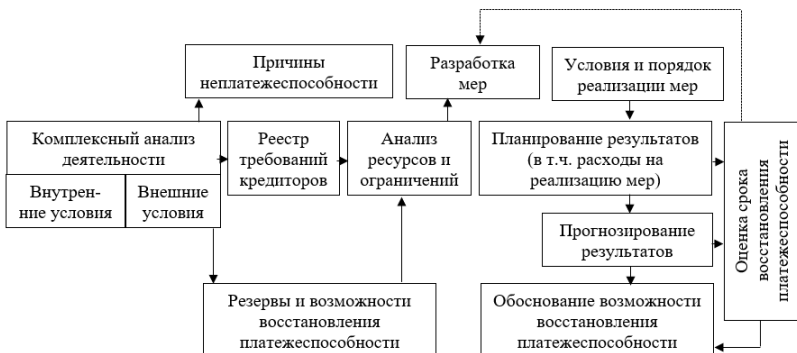 Причины
неплатежеспособности
Разработка
мер
Условия и порядок
реализации мер
Комплексный анализ
деятельности
Внутрен-
ние условия
Внешние
условия
Реестр
требований
кредиторов
Анализ
ресурсов и
ограничений
Планирование результатов
(в т.ч. расходы на
реализацию мер)
Прогнозирование
результатов
Оценка срока
восстановления
платежеспособности
Резервы и возможности
восстановления
платежеспособности
Обоснование возможности
восстановления
платежеспособности